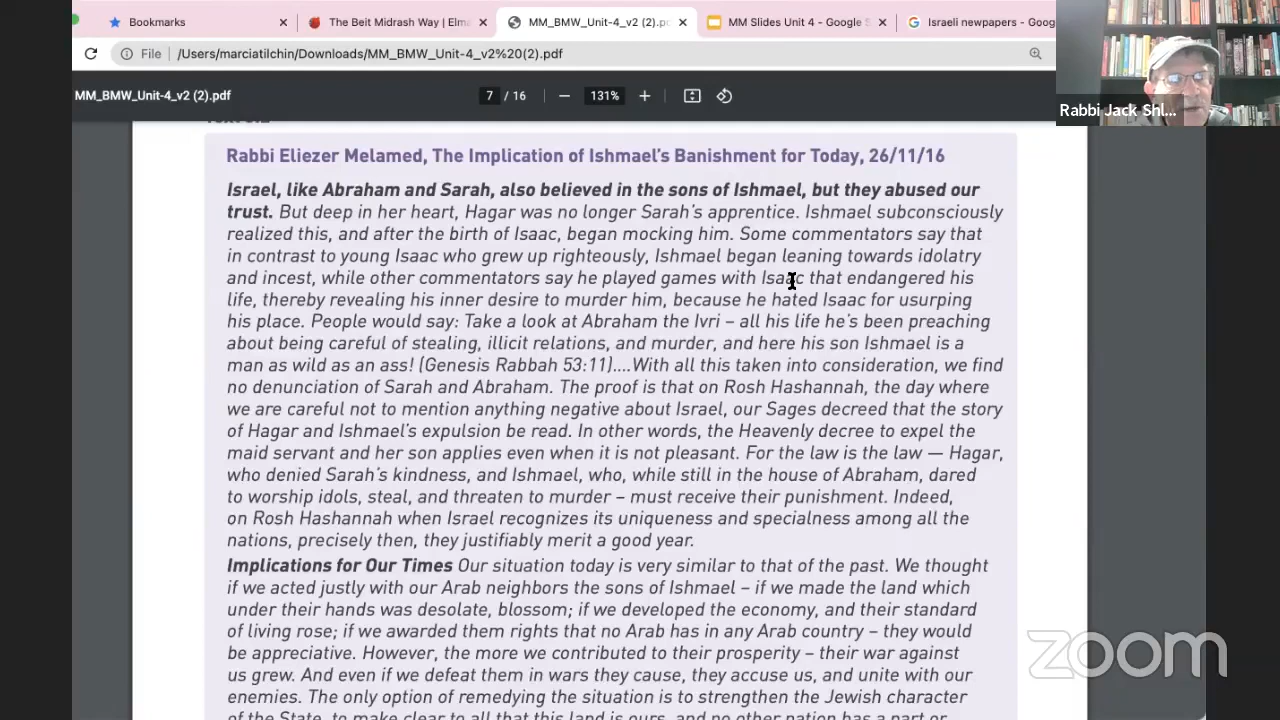 Bookmarks
The Beit Midrash Way | Elm
MM_BMW_Unit-4_v2 (2).p
MM Slides Unit 4 - Google S
Israeli newpapers - Goog
File
/Users/marciatilchin/Downloads/MM_BMW_Unit-4_v2%20(2).pdf
MM_BMW_Unit-4_v2 (2).pdf
7 / 16
131%
Rabbi Jack Shl...
Rabbi Eliezer Melamed, The Implication of Ishmael's Banishment for Today, 26/11/16
Israel, like Abraham and Sarah, also believed in the sons of Ishmael, but they abused our
trust. But deep in her heart, Hagar was no longer Sarah's apprentice. Ishmael subconsciously
realized this, and after the birth of Isaac, began mocking him. Some commentators say that
in contrast to young Isaac who grew up righteously, Ishmael began leaning towards idolatry
and incest, while other commentators say he played games with Isaac that endangered his
life, thereby revealing his inner desire to murder him, because he hated Isaac for usurping
his place. People would say: Take a look at Abraham the Ivri – all his life he's been preaching
about being careful of stealing, illicit relations, and murder, and here his son Ishmael is a
man as wild as an ass! (Genesis Rabbah 53:11)....With all this taken into consideration, we find
no denunciation of Sarah and Abraham. The proof is that on Rosh Hashannah, the day where
we are careful not to mention anything negative about Israel, our Sages decreed that the story
of Hagar and Ishmael's expulsion be read. In other words, the Heavenly decree to expel the
maid servant and her son applies even when it is not pleasant. For the law is the law — Hagar,
who denied Sarah's kindness, and Ishmael, who, while still in the house of Abraham, dared
to worship idols, steal, and threaten to murder – must receive their punishment. Indeed,
on Rosh Hashannah when Israel recognizes its uniqueness and specialness among all the
nations, precisely then, they justifiably merit a good year.
Implications for Our Times Our situation today is very similar to that of the past. We thought
if we acted justly with our Arab neighbors the sons of Ishmael – if we made the land which
under their hands was desolate, blossom; if we developed the economy, and their standard
of living rose; if we awarded them rights that no Arab has in any Arab country – they would
be appreciative. However, the more we contributed to their prosperity – their war against
us grew. And even if we defeat them in wars they cause, they accuse us, and unite with our
enemies. The only option of remedying the situation is to strengthen the Jewish character
of the State, to make clear to all that this land is ours, and no other nation has a part or
zoom